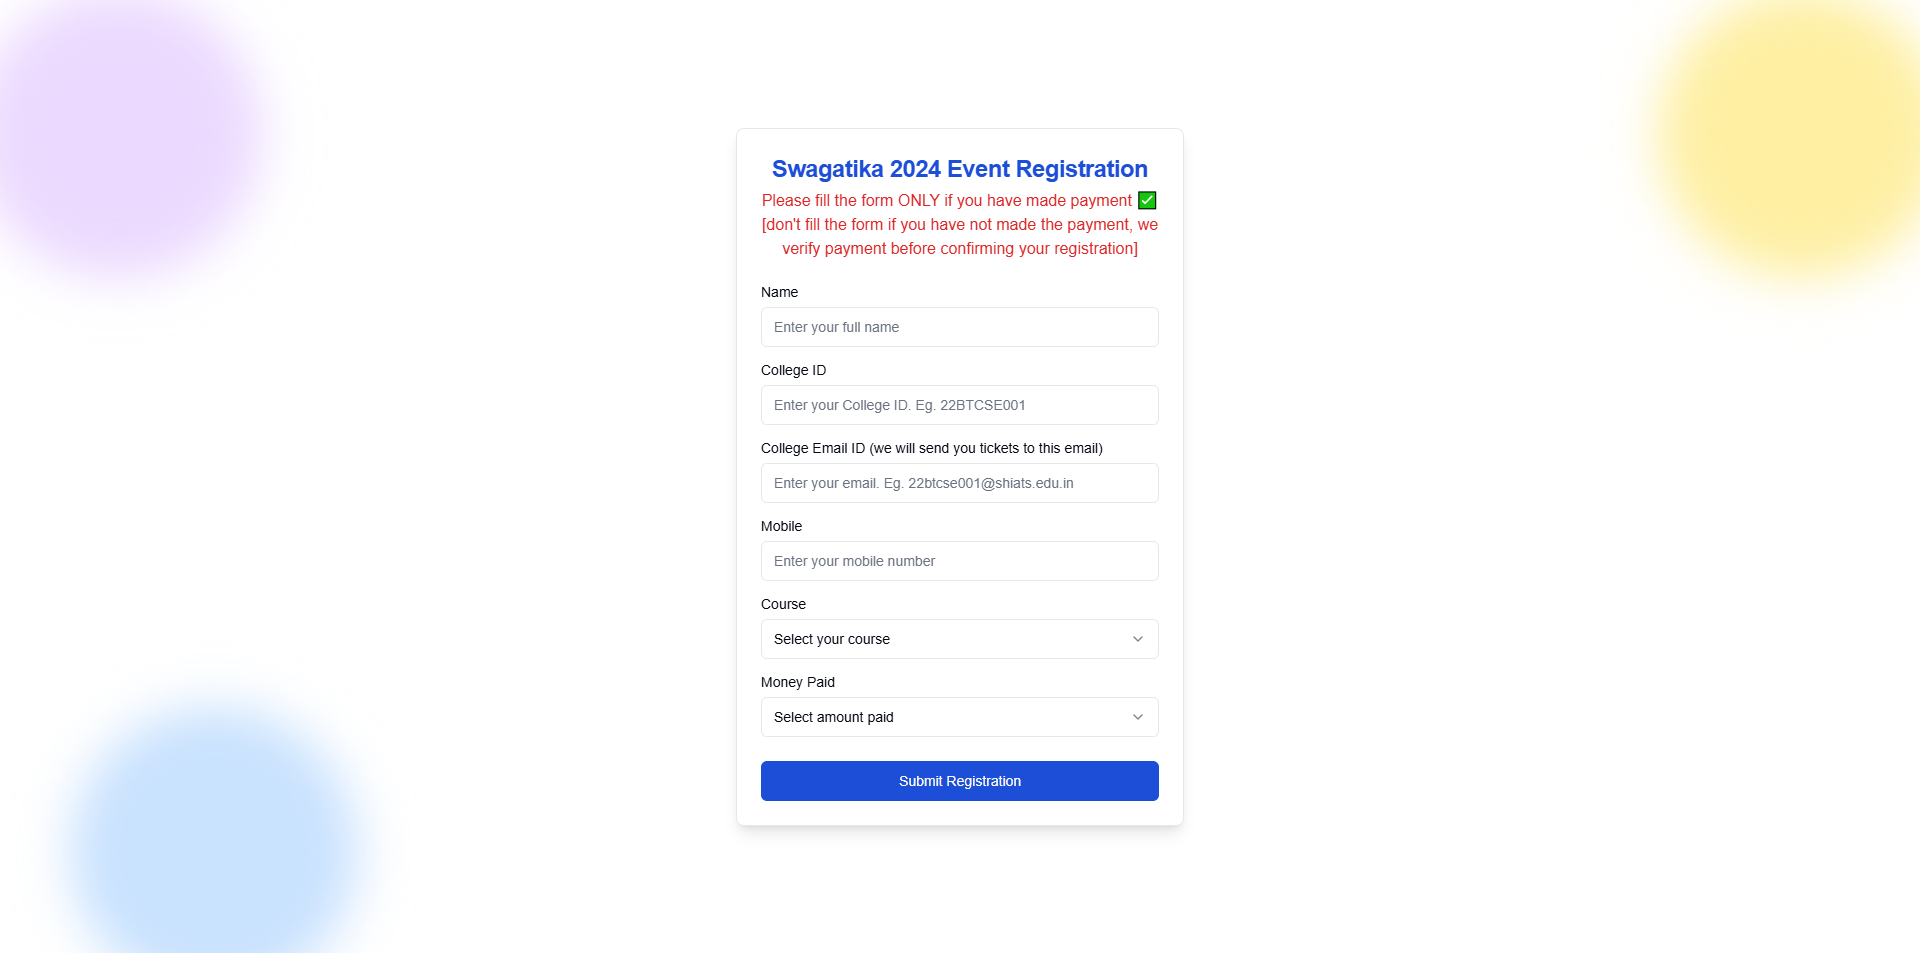 Swagatika 2024 Event Registration
Please fill the form ONLY if you have made payment ✅
[don't fill the form if you have not made the payment, we
verify payment before confirming your registration]
Name
Enter your full name
College ID
Enter your College ID. Eg. 22BTCSE001
College Email ID (we will send you tickets to this email)
Enter your email. Eg. 22btcse001@shiats.edu.in
Mobile
Enter your mobile number
Course
Select your course
Money Paid
Select amount paid
Submit Registration